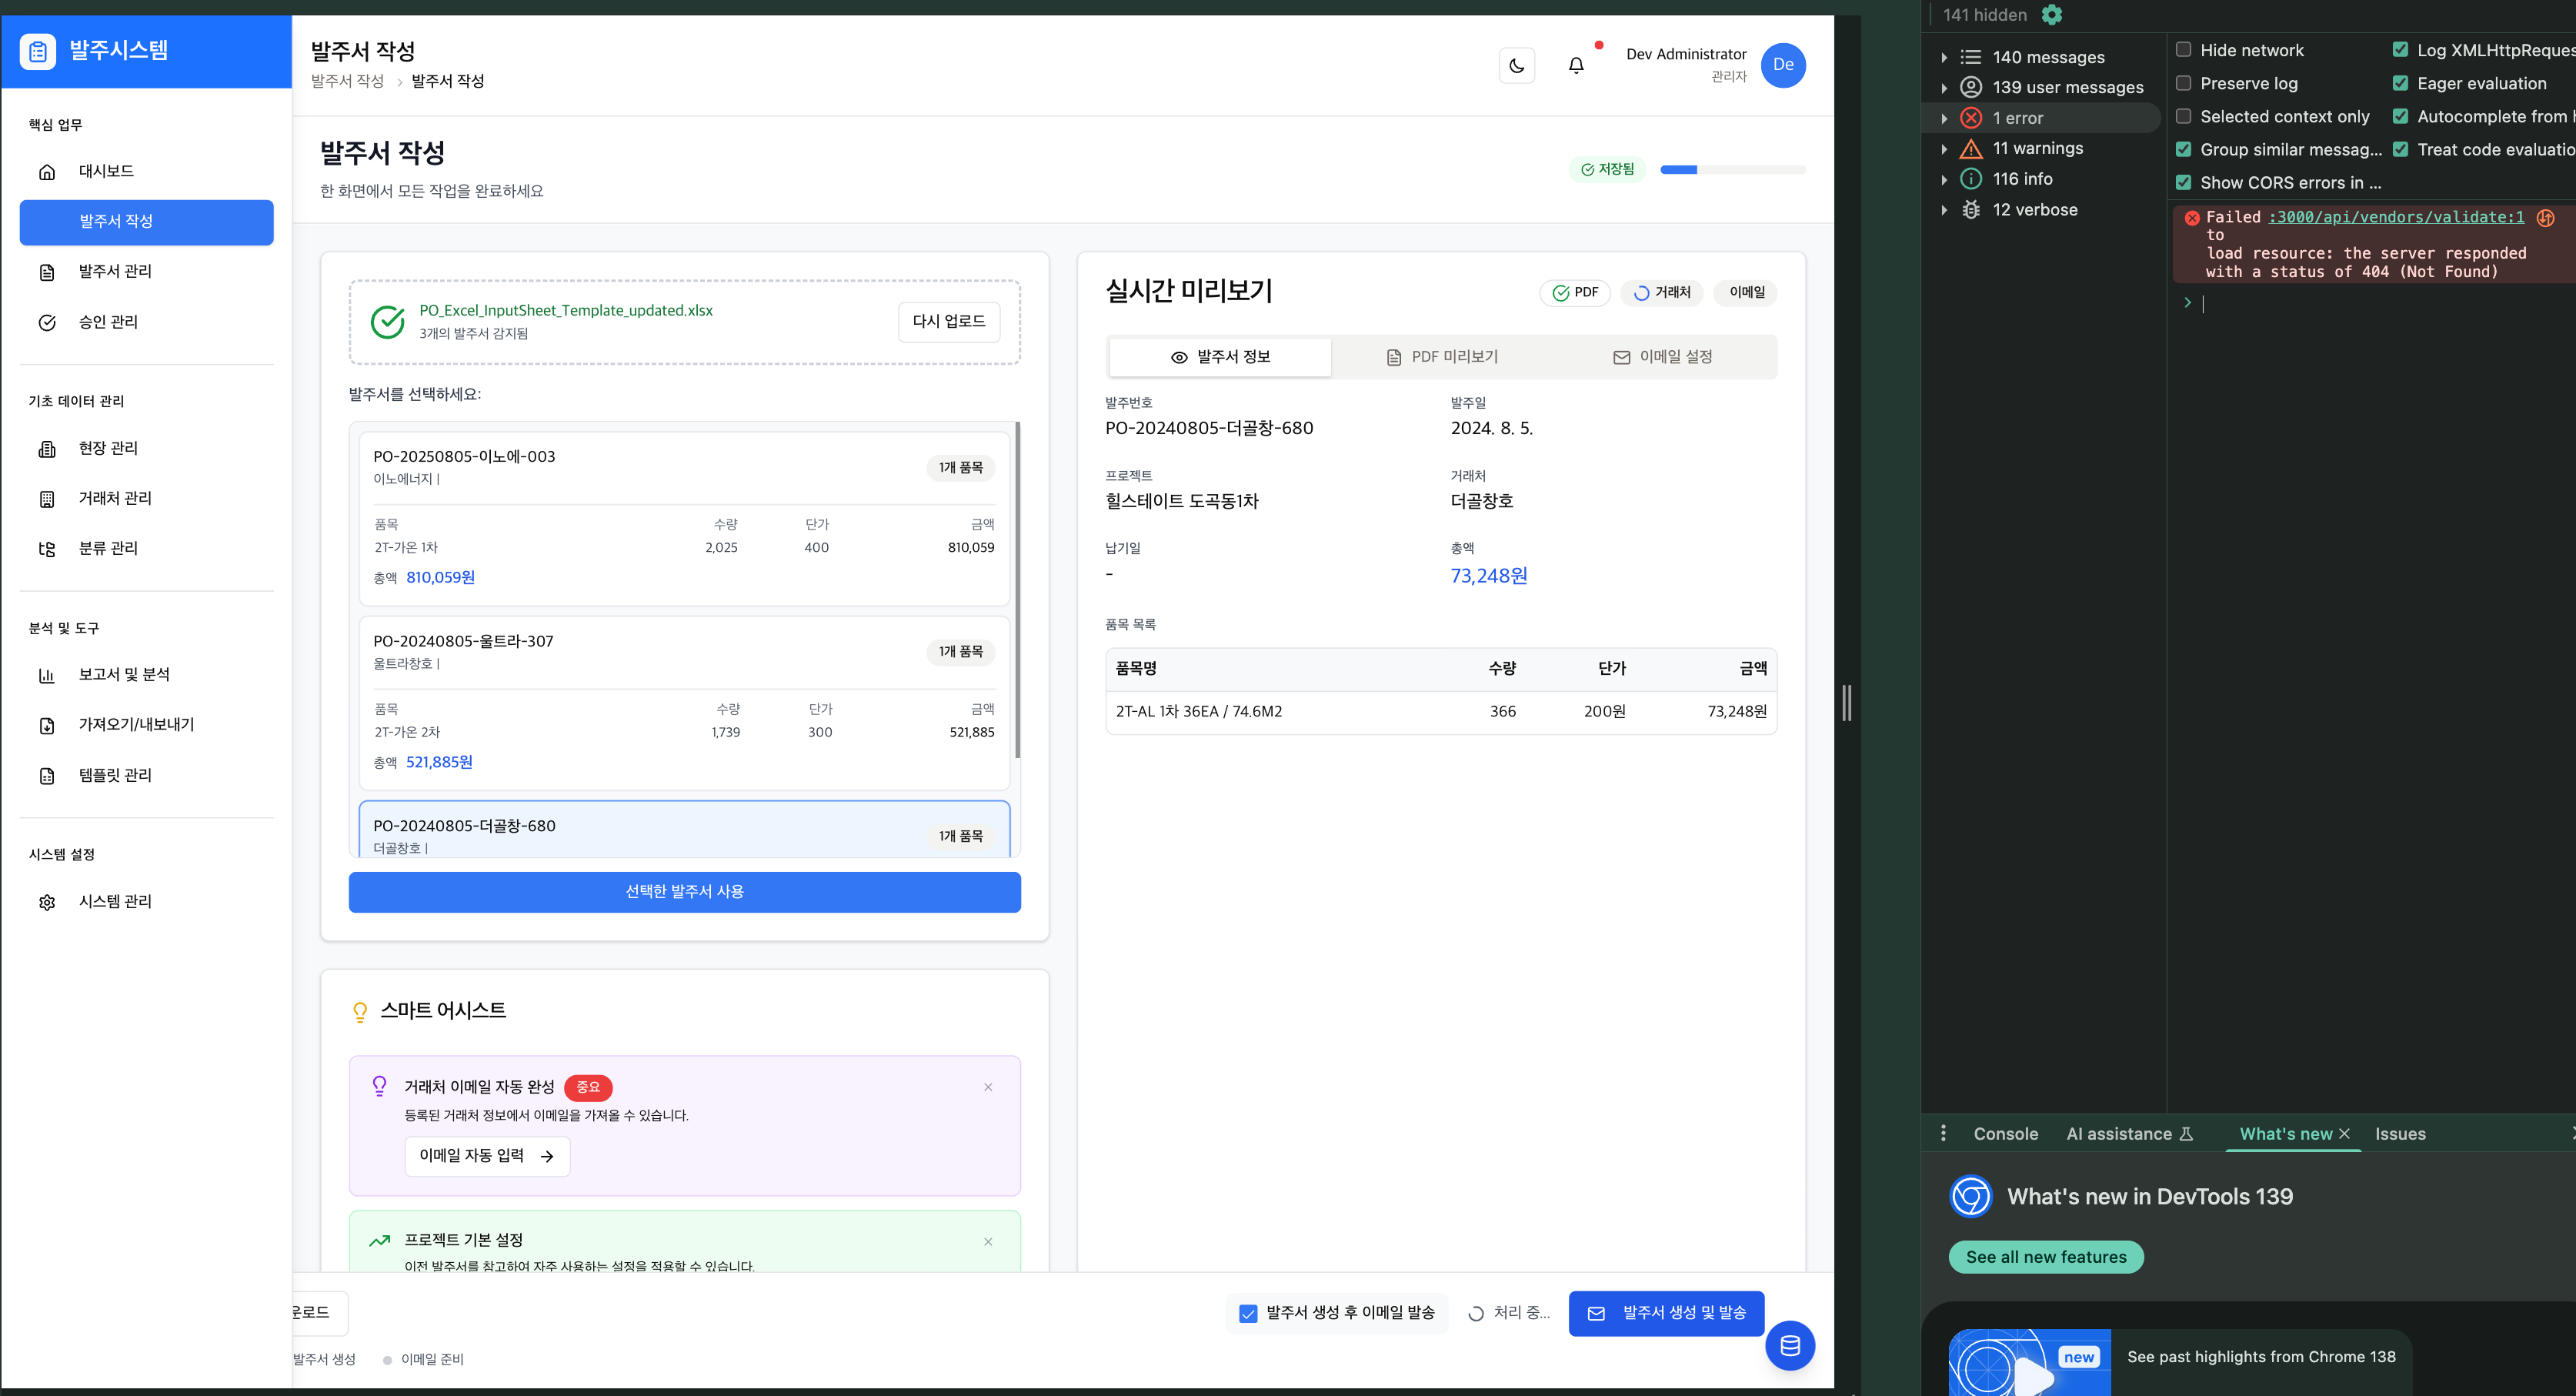 발주시스템
핵심 업무
대시보드
발주서 작성
발주서 관리
승인 관리
기초 데이터 관리
현장 관리
거래처 관리
분류 관리
분석 및 도구
보고서 및 분석
가져오기/내보내기
템플릿 관리
시스템 설정
시스템 관리
발주서 작성
발주서 작성 > 발주서 작성
Dev Administrator
관리자
De
발주서 작성
한 화면에서 모든 작업을 완료하세요
저장됨
PO_Excel_InputSheet_Template_updated.xlsx
3개의 발주서 감지됨
다시 업로드
발주서를 선택하세요:
PO-20250805-이노에-003
이노에너지 |
1개 품목
품목 수량 단가 금액
2T-가온 1차 2,025 400 810,059
총액 810,059원
PO-20240805-울트라-307
울트라창호 |
1개 품목
품목 수량 단가 금액
2T-가온 2차 1,739 300 521,885
총액 521,885원
PO-20240805-더골창-680
더골창호 |
1개 품목
선택한 발주서 사용
스마트 어시스트
거래처 이메일 자동 완성 중요
등록된 거래처 정보에서 이메일을 가져올 수 있습니다.
이메일 자동 입력
프로젝트 기본 설정
이전 발주서를 참고하여 자주 사용하는 설정을 적용할 수 있습니다.
실시간 미리보기
PDF 거래처 이메일
발주서 정보 PDF 미리보기 이메일 설정
발주번호 발주일
PO-20240805-더골창-680 2024. 8. 5.
프로젝트 거래처
힐스테이트 도곡동1차 더골창호
납기일 총액
- 73,248원
품목 목록
품목명 수량 단가 금액
2T-AL 1차 36EA / 74.6M2 366 200원 73,248원
운로드
발주서 생성 후 이메일 발송
처리 중...
발주서 생성 및 발송
발주서 생성 이메일 준비
141 hidden
140 messages
139 user messages
1 error
11 warnings
116 info
12 verbose
Hide network Log XMLHttpReques
Preserve log Eager evaluation
Selected context only Autocomplete from
Group similar messag... Treat code evaluatio
Show CORS errors in ...
Failed :3000/api/vendors/validate:1
to
load resource: the server responded
with a status of 404 (Not Found)
>
Console AI assistance What's new Issues
What's new in DevTools 139
See all new features
new
See past highlights from Chrome 138